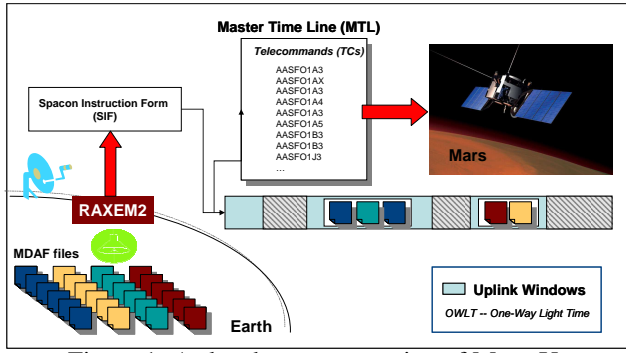 Master Time Line (MTL)
Telecommands (TCs)
AASFO1A3
AASFO1AX
AASFO1A3
AASFO1A4
AASFO1A3
AASFO1A5
AASFO1B3
AASFO1B3
AASFO1J3
...
Spacon Instruction Form
(SIF)
Mars
RAXEM2
MDAF files
Earth
Uplink Windows
OWLT -- One-Way Light Time